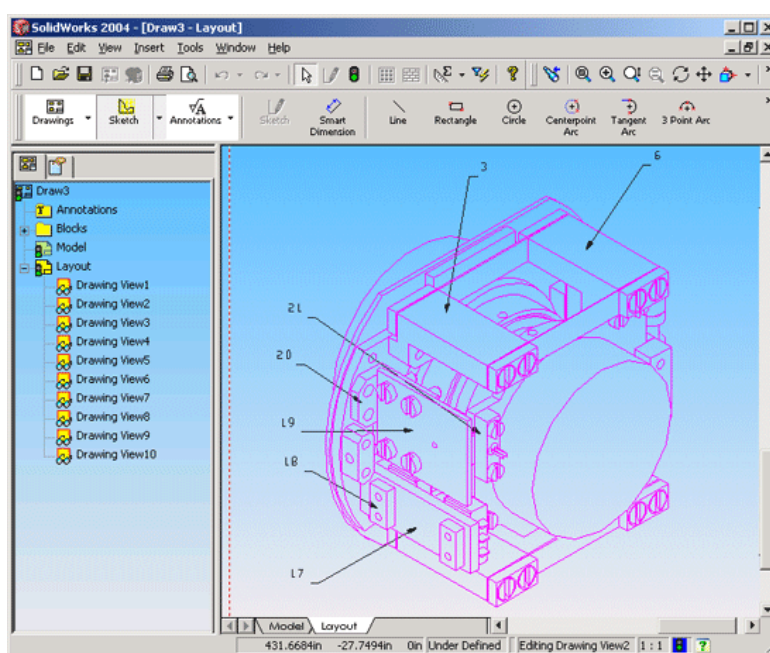 SolidWorks 2004 - [Draw3 - Layout]
File Edit View Insert Tools Window Help
Drawings Sketch Annotations Sketch Smart Dimension Line Rectangle Circle Centerpoint Arc Tangent Arc 3 Point Arc
Draw3
Annotations
Blocks
Model
Layout
Drawing View1
Drawing View2
Drawing View3
Drawing View4
Drawing View5
Drawing View6
Drawing View7
Drawing View8
Drawing View9
Drawing View10
3
6
21
20
19
18
17
Model Layout
431.6684in -27.7494in 0in Under Defined Editing Drawing View2 1 : 1